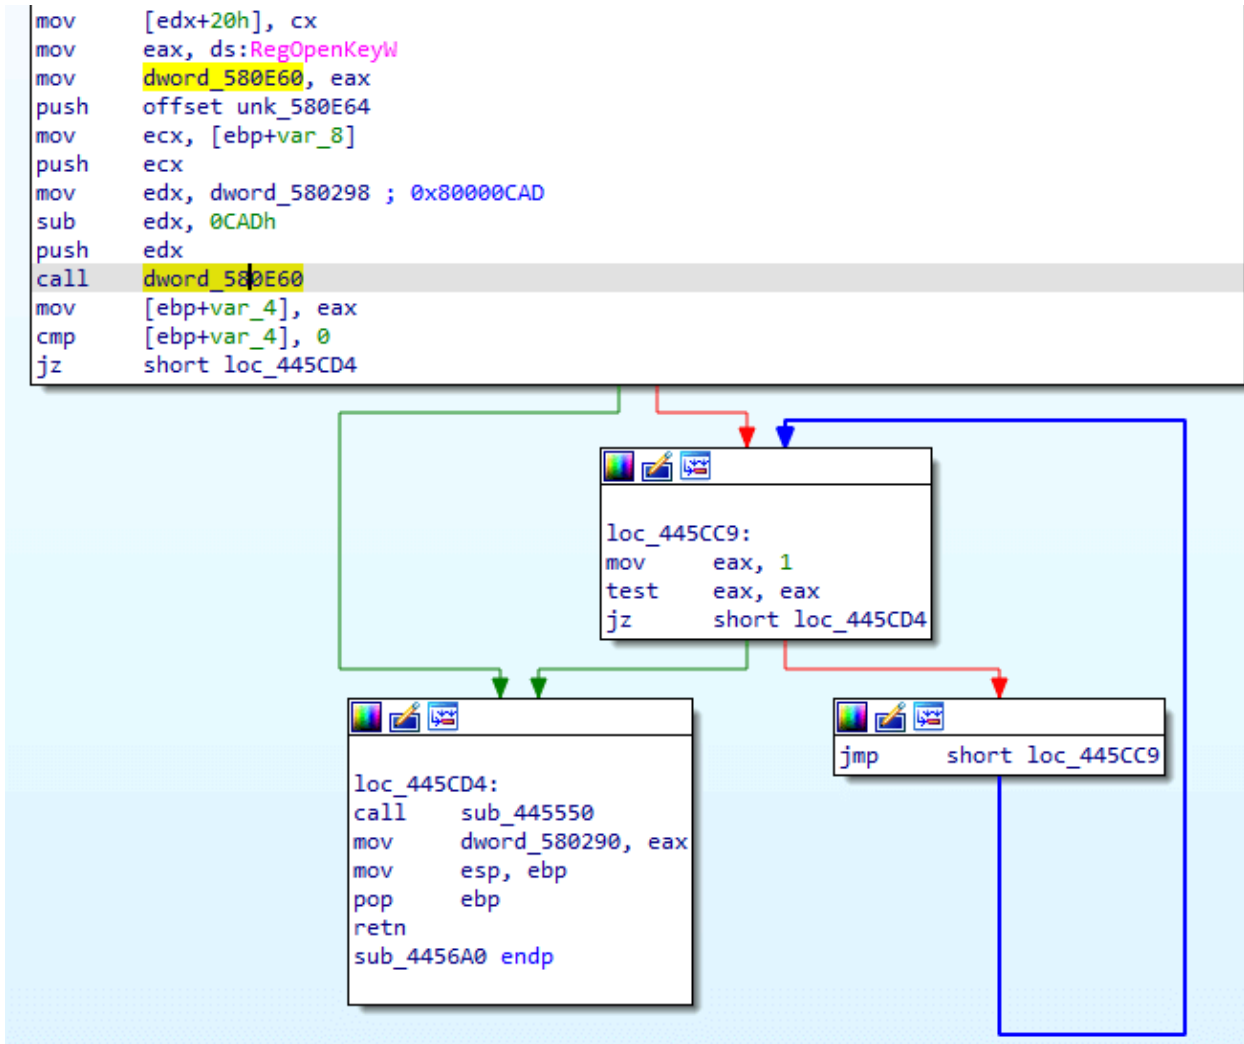 mov [edx+20h], cx
mov eax, ds:RegOpenKeyW
mov dword_580E60, eax
push offset unk_580E64
mov ecx, [ebp+var_8]
push ecx
mov edx, dword_580298 ; 0x80000CAD
sub edx, 0CADh
push edx
call dword_580E60
mov [ebp+var_4], eax
cmp [ebp+var_4], 0
jz short loc_445CD4
loc_445CC9:
mov eax, 1
test eax, eax
jz short loc_445CD4
loc_445CD4:
call sub_445550
mov dword_580290, eax
mov esp, ebp
pop ebp
retn
sub_4456A0 endp
jmp short loc_445CC9